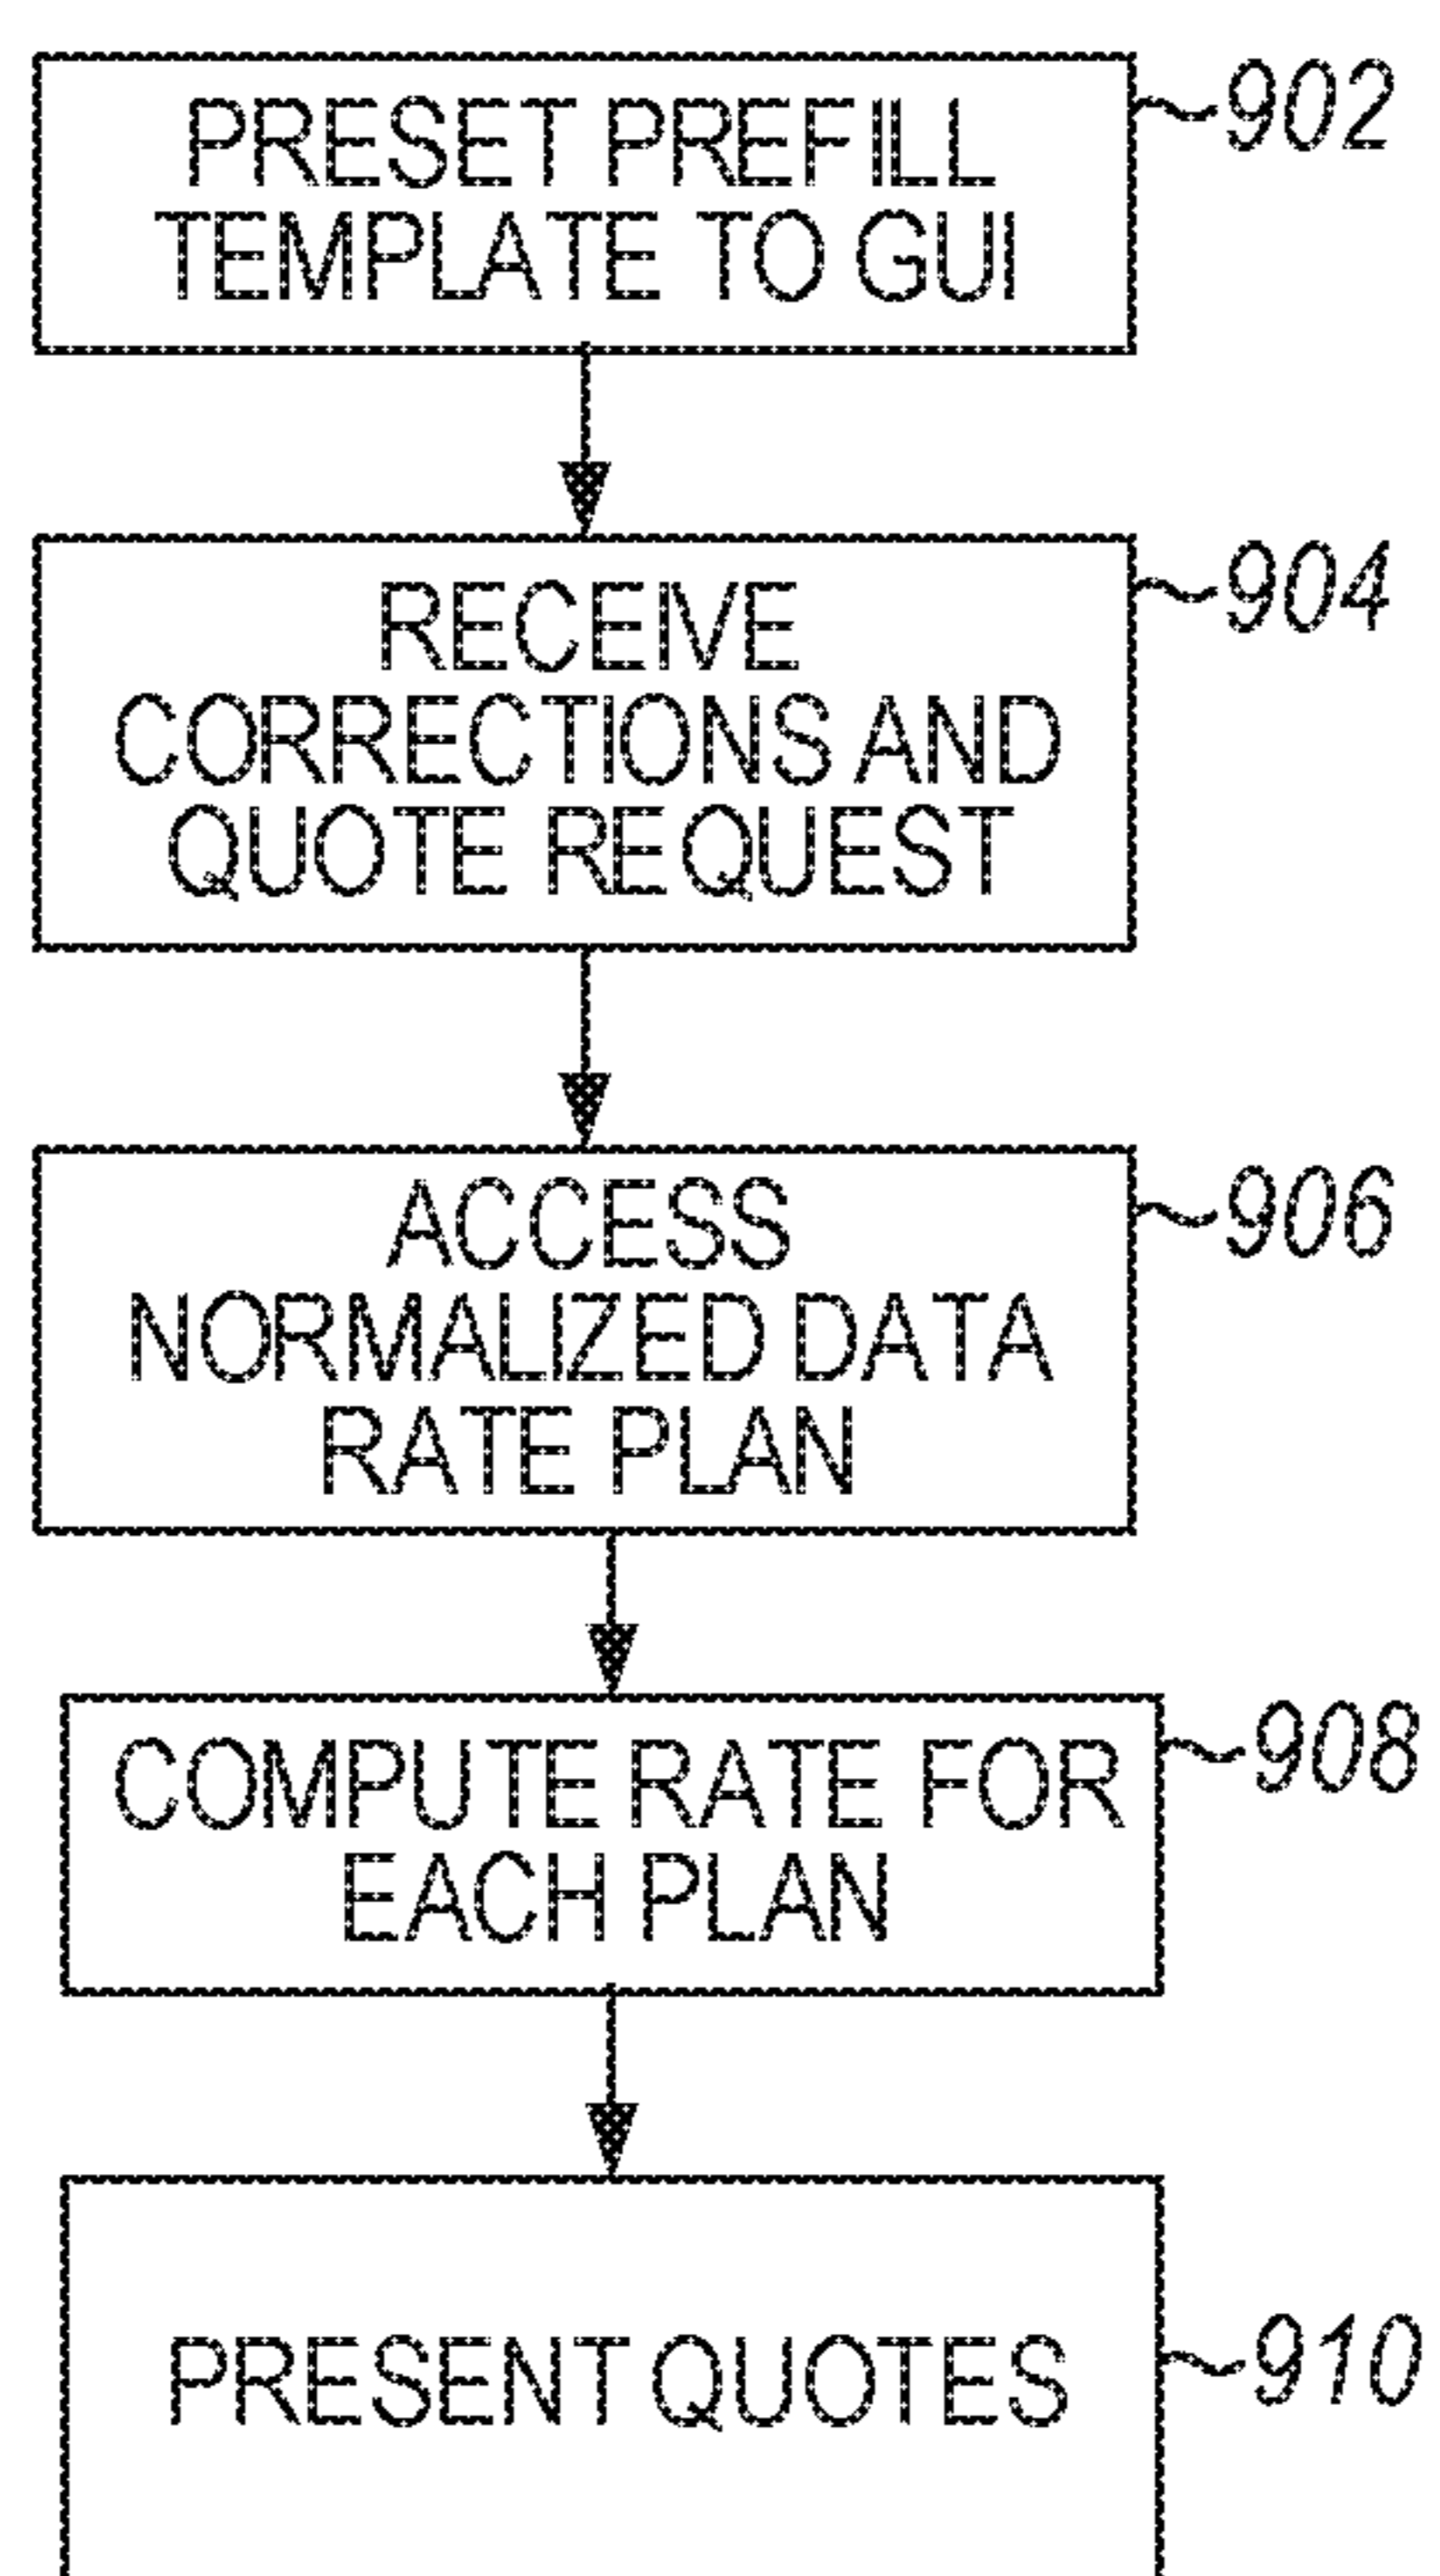 PRESET PREFILL
TEMPLATE TO GUI
902
RECEIVE
CORRECTIONS AND
QUOTE REQUEST
904
ACCESS
NORMALIZED DATA
RATE PLAN
906
COMPUTE RATE FOR
EACH PLAN
908
PRESENT QUOTES
910